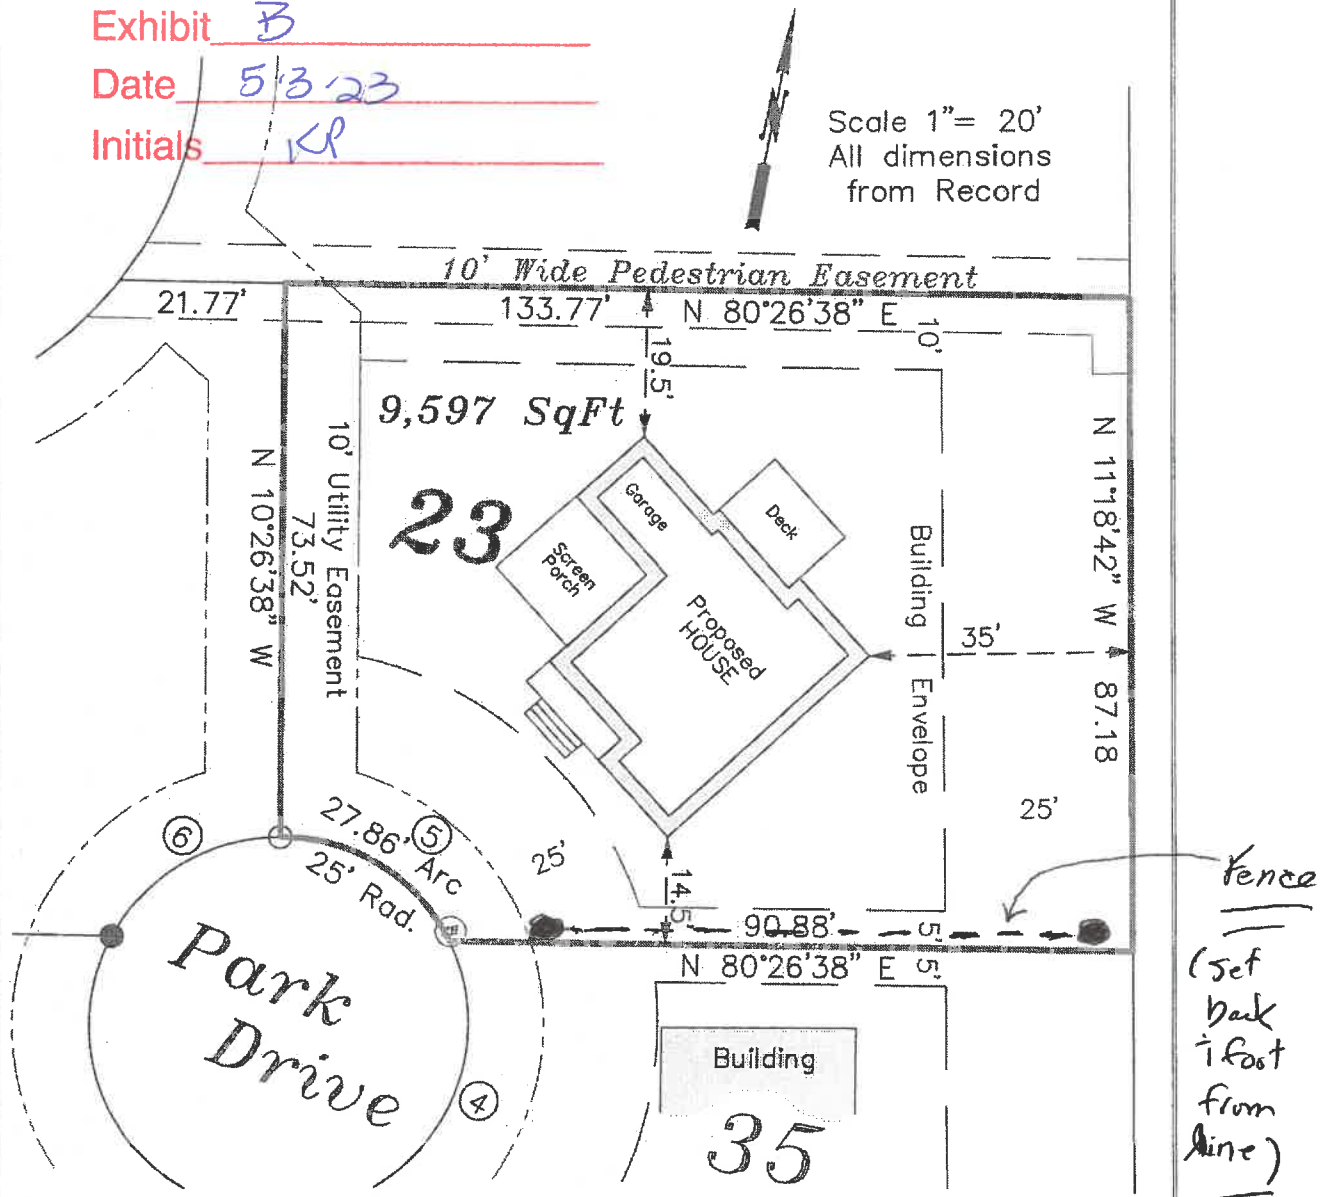 Exhibit B
Date 5·3·23
Initials KP
Scale 1"= 20'
All dimensions
from Record
N
10' Wide Pedestrian Easement
21.77'
133.77'
N 80°26'38" E
10'
19.5'
9,597 SqFt
23
10' Utility Easement
73.52'
N 10°26'38" W
Garage
Screen
Porch
Deck
Proposed
HOUSE
Building Envelope
35'
N 11°18'42" W 87.18
25'
27.86' Arc
25' Rad.
6
5
4
25'
14.5'
90.88'
N 80°26'38" E
5'
5'
Fence
(set
back
1 foot
from
line)
Park
Drive
Building
35